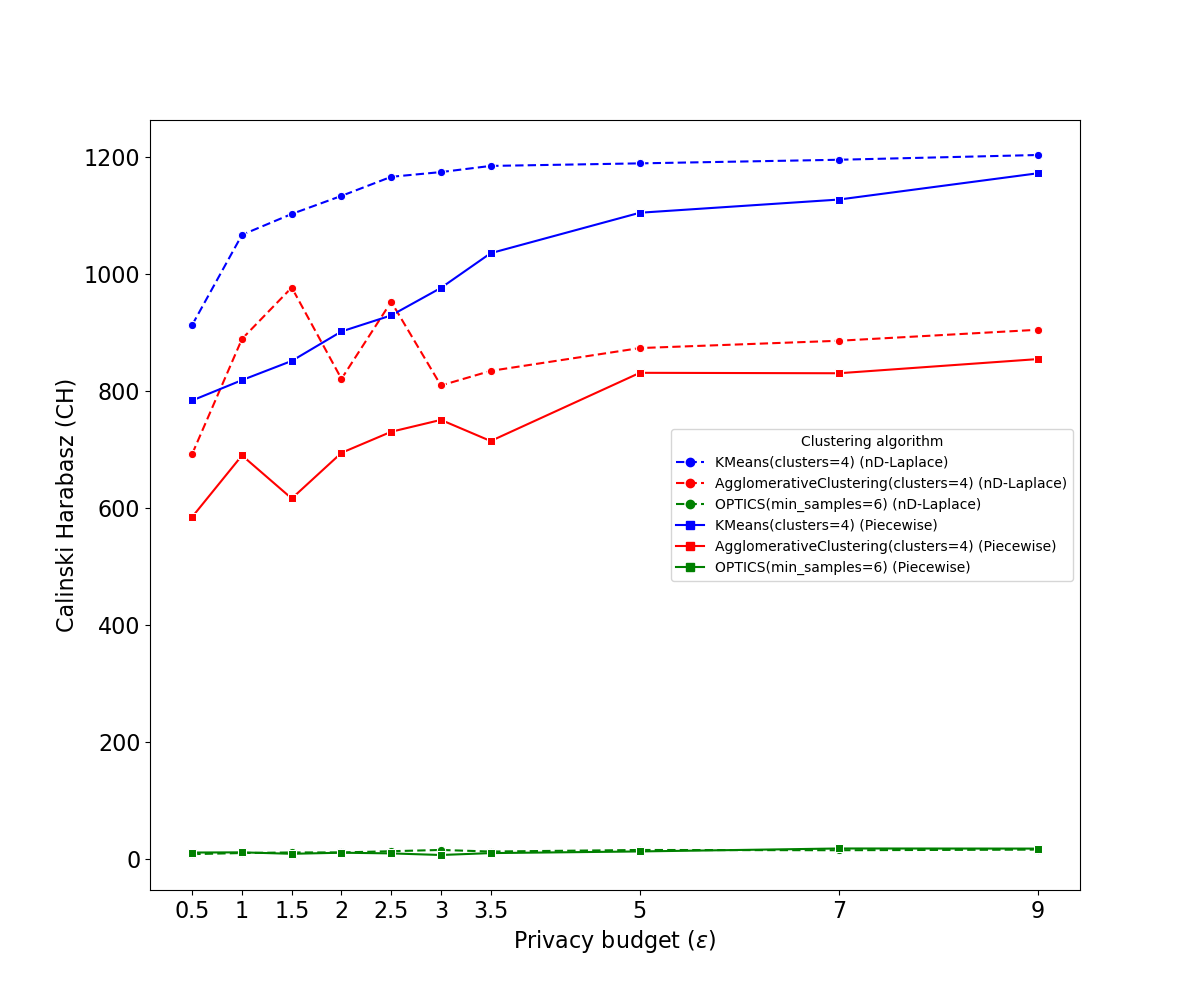 1200
1000
800
600
400
200
0
Calinski Harabasz (CH)
Clustering algorithm
KMeans(clusters=4) (nD-Laplace)
AgglomerativeClustering(clusters=4) (nD-Laplace)
OPTICS(min_samples=6) (nD-Laplace)
KMeans(clusters=4) (Piecewise)
AgglomerativeClustering(clusters=4) (Piecewise)
OPTICS(min_samples=6) (Piecewise)
0.5 1 1.5 2 2.5 3 3.5 5 7 9
Privacy budget (ε)